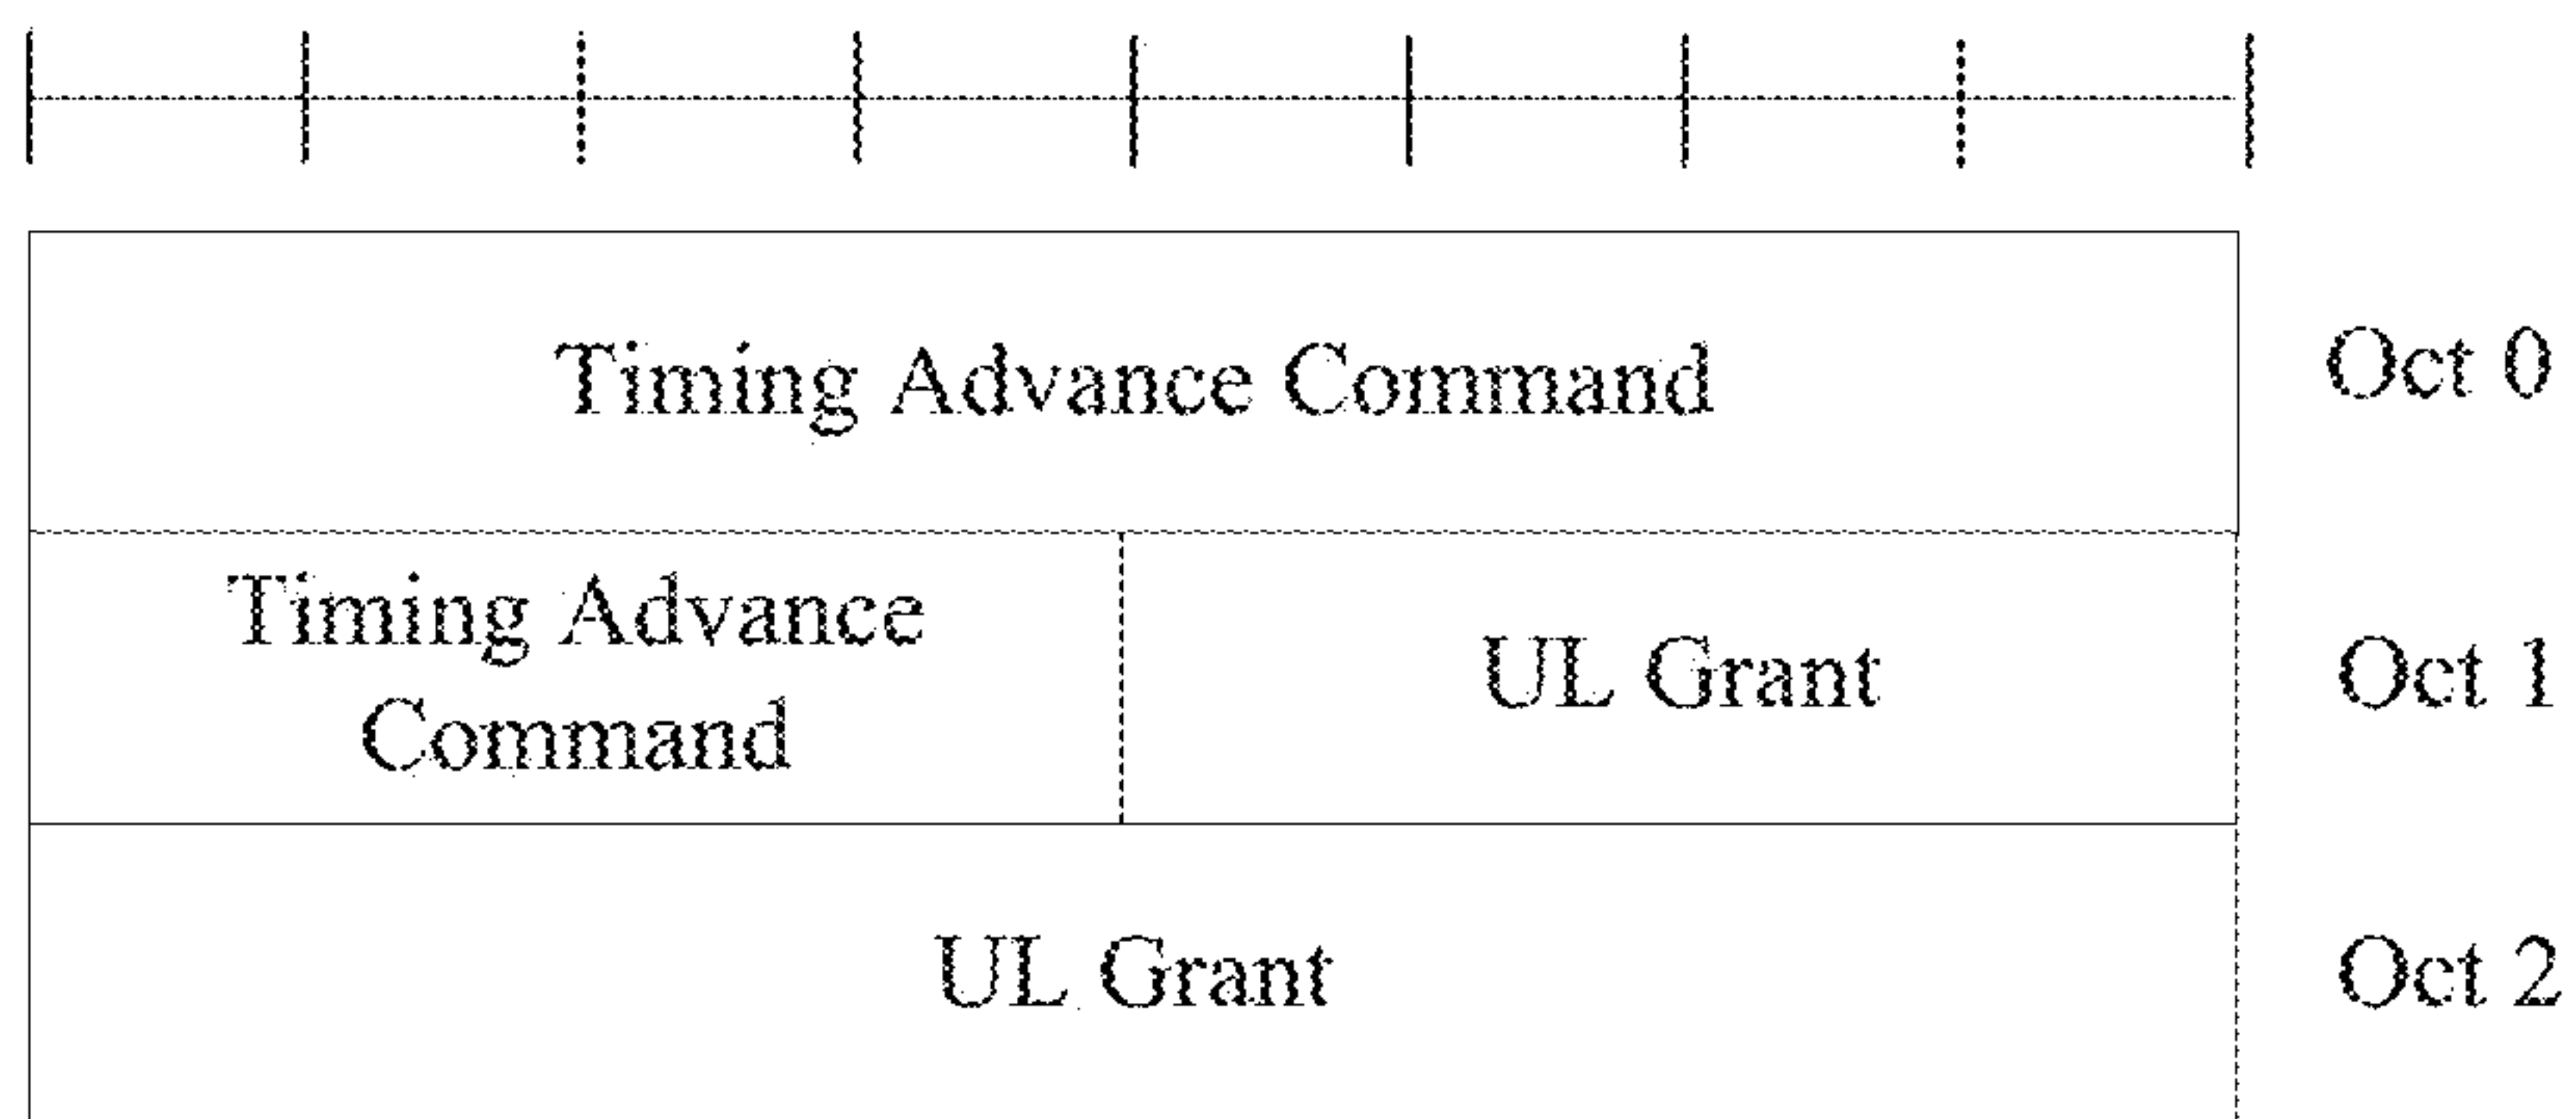 Timing Advance Command Oct 0
Timing Advance
Command
UL Grant Oct 1
UL Grant Oct 2